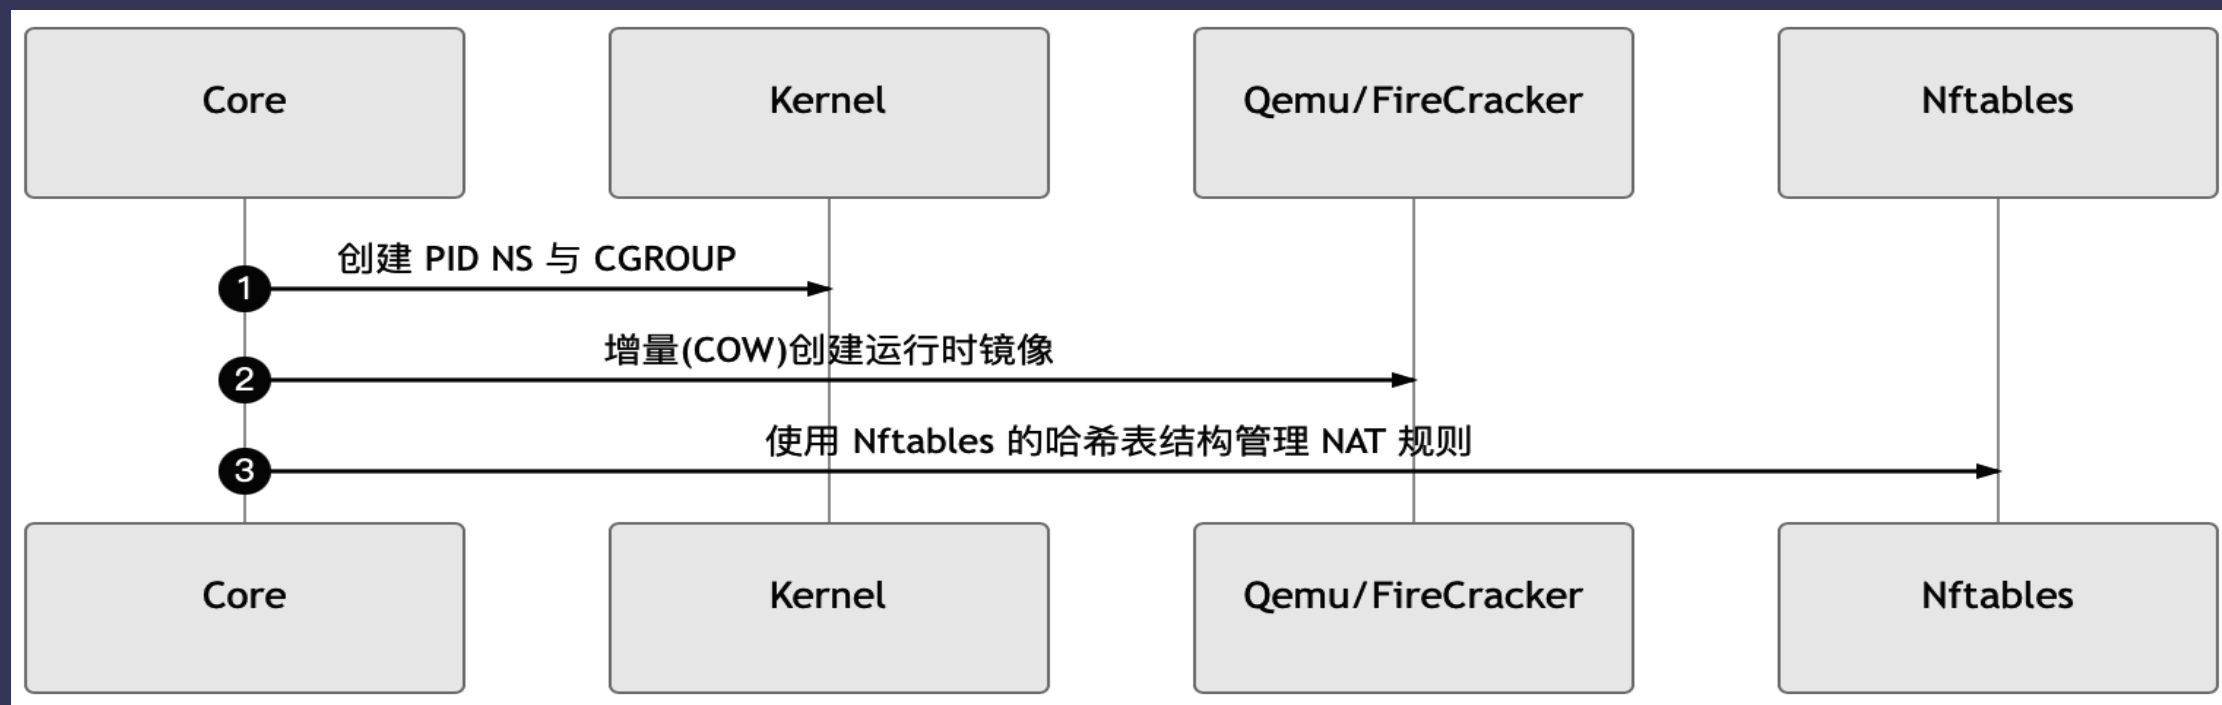 Core
Kernel
Qemu/FireCracker
Nftables
创建 PID NS 与 CGROUP
1
增量(COW)创建运行时镜像
2
使用 Nftables 的哈希表结构管理 NAT 规则
3
Core
Kernel
Qemu/FireCracker
Nftables